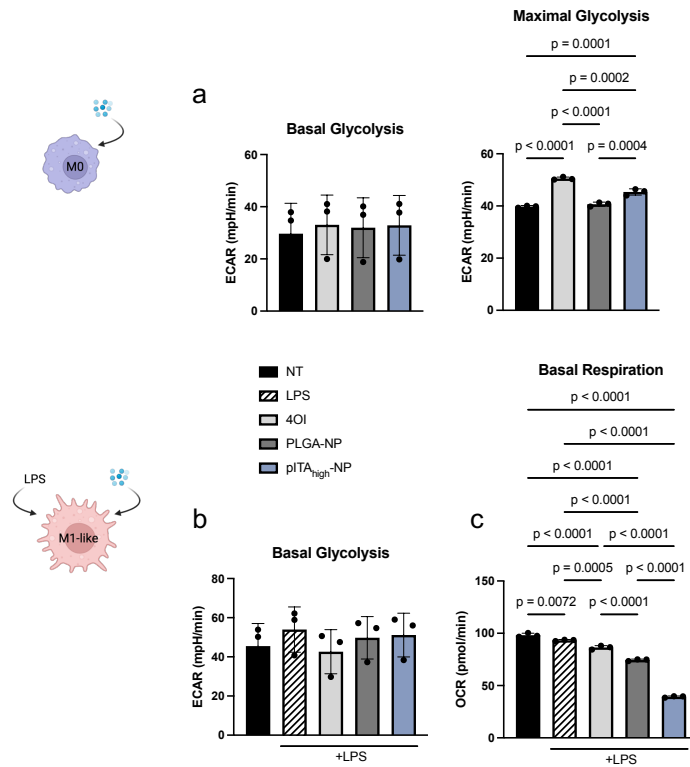 Maximal Glycolysis
p = 0.0001
p = 0.0002
p < 0.0001
p < 0.0001 p = 0.0004
60
40
20
0
ECAR (mpH/min)
M0
a
Basal Glycolysis
60
40
20
0
ECAR (mpH/min)
NT
LPS
4OI
PLGA-NP
pITAhigh-NP
LPS
M1-like
b
Basal Glycolysis
80
60
40
20
0
ECAR (mpH/min)
+LPS
Basal Respiration
p < 0.0001
p < 0.0001
p < 0.0001
p < 0.0001
c
p < 0.0001 p < 0.0001
p = 0.0005 p < 0.0001
p = 0.0072 p < 0.0001
150
100
50
0
OCR (pmol/min)
+LPS